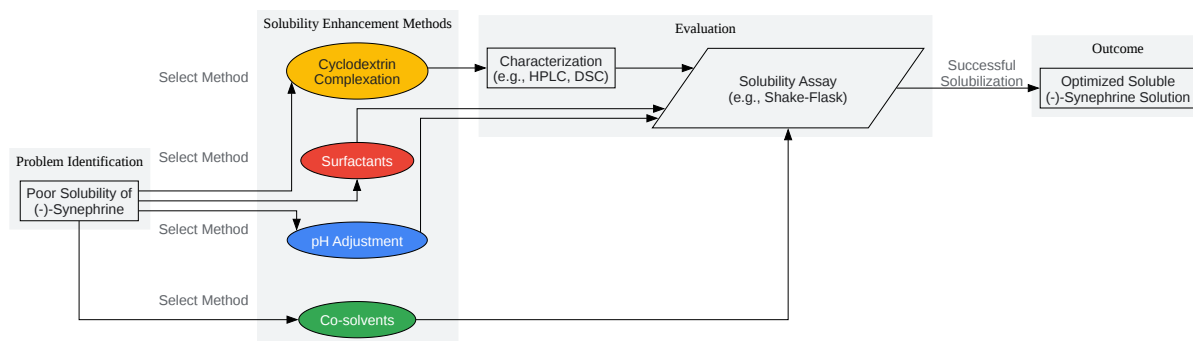 Solubility Enhancement Methods
Evaluation
Outcome
Problem Identification
Select Method
Select Method
Select Method
Select Method
Poor Solubility of
(-)-Synephrine
Cyclodextrin
Complexation
Surfactants
pH Adjustment
Co-solvents
Characterization
(e.g., HPLC, DSC)
Solubility Assay
(e.g., Shake-Flask)
Successful
Solubilization
Optimized Soluble
(-)-Synephrine Solution